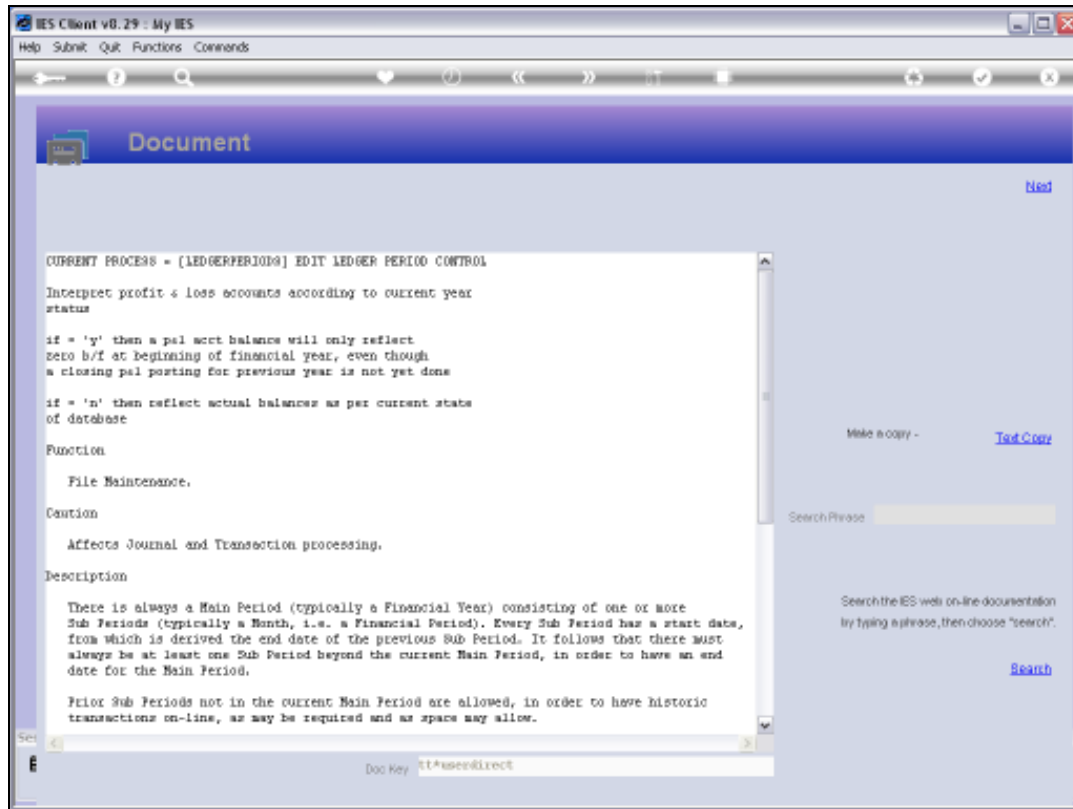 IES Client v8.29 : My IES
Help Submit Quit Functions Commands
Document
Next
CURRENT PROCESS = [LEDGERPERIODS] EDIT LEDGER PERIOD CONTROL
Interpret profit & loss accounts according to current year
status
if = 'y' then a p&l acct balance will only reflect
zero b/f at beginning of financial year, even though
a closing p&l posting for previous year is not yet done
if = 'n' then reflect actual balances as per current state
of database
Function
File Maintenance.
Caution
Affects Journal and Transaction processing.
Description
There is always a Main Period (typically a Financial Year) consisting of one or more
Sub Periods (typically a Month, i.e. a Financial Period). Every Sub Period has a start date,
from which is derived the end date of the previous Sub Period. It follows that there must
always be at least one Sub Period beyond the current Main Period, in order to have an end
date for the Main Period.
Prior Sub Periods not in the current Main Period are allowed, in order to have historic
transactions on-line, as may be required and as space may allow.
Make a copy -
Text Copy
Search Phrase
Search the IES web on-line documentation
by typing a phrase, then choose "search".
Search
Doc Key tt*userdirect